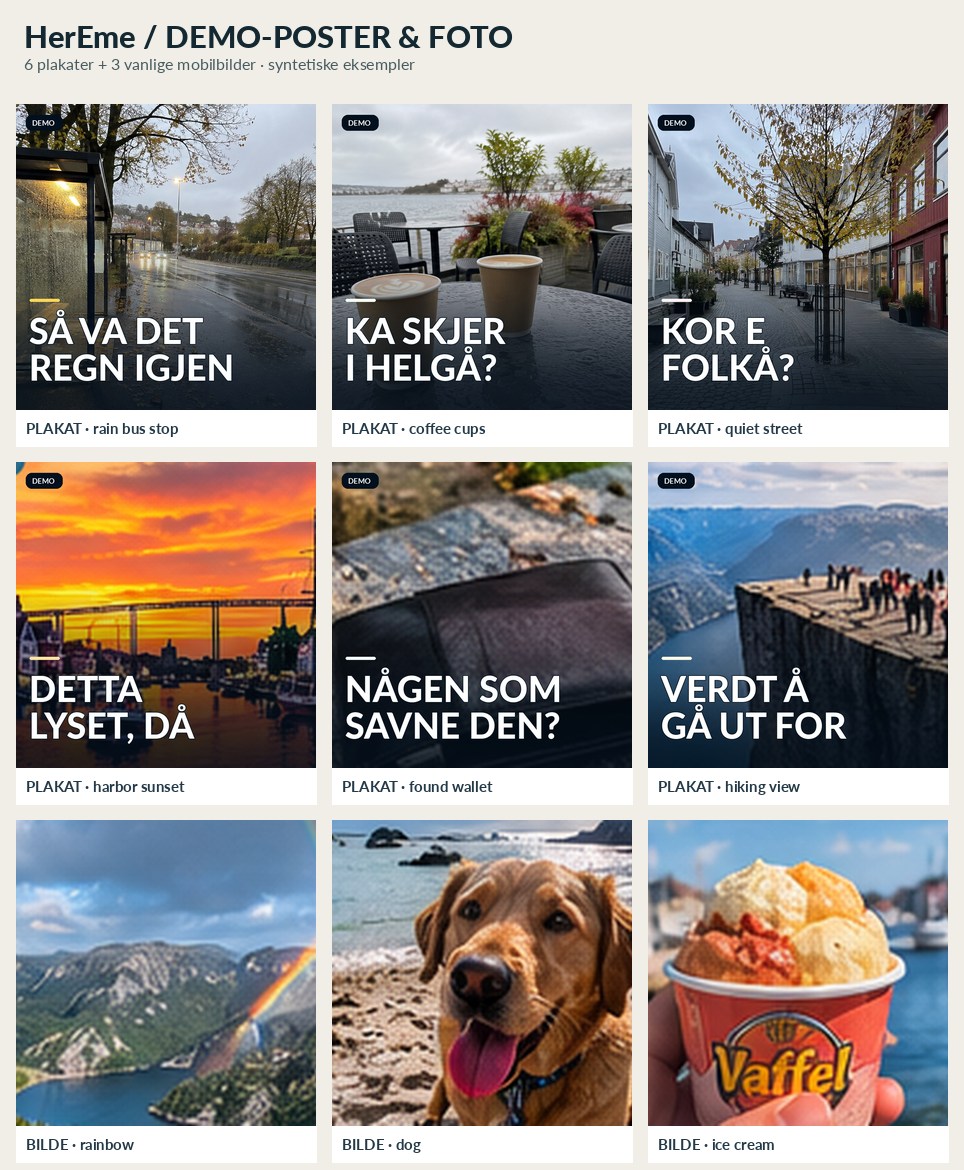 HerEme / DEMO-POSTER & FOTO
6 plakater + 3 vanlige mobilbilder · syntetiske eksempler
DEMO
SÅ VA DET
REGN IGJEN
PLAKAT · rain bus stop
DEMO
KA SKJER
I HELGÅ?
PLAKAT · coffee cups
DEMO
KOR E
FOLKÅ?
PLAKAT · quiet street
DEMO
DETTA
LYSET, DÅ
PLAKAT · harbor sunset
DEMO
NÅGEN SOM
SAVNE DEN?
PLAKAT · found wallet
DEMO
VERDT Å
GÅ UT FOR
PLAKAT · hiking view
BILDE · rainbow
BILDE · dog
Vaffel
BILDE · ice cream